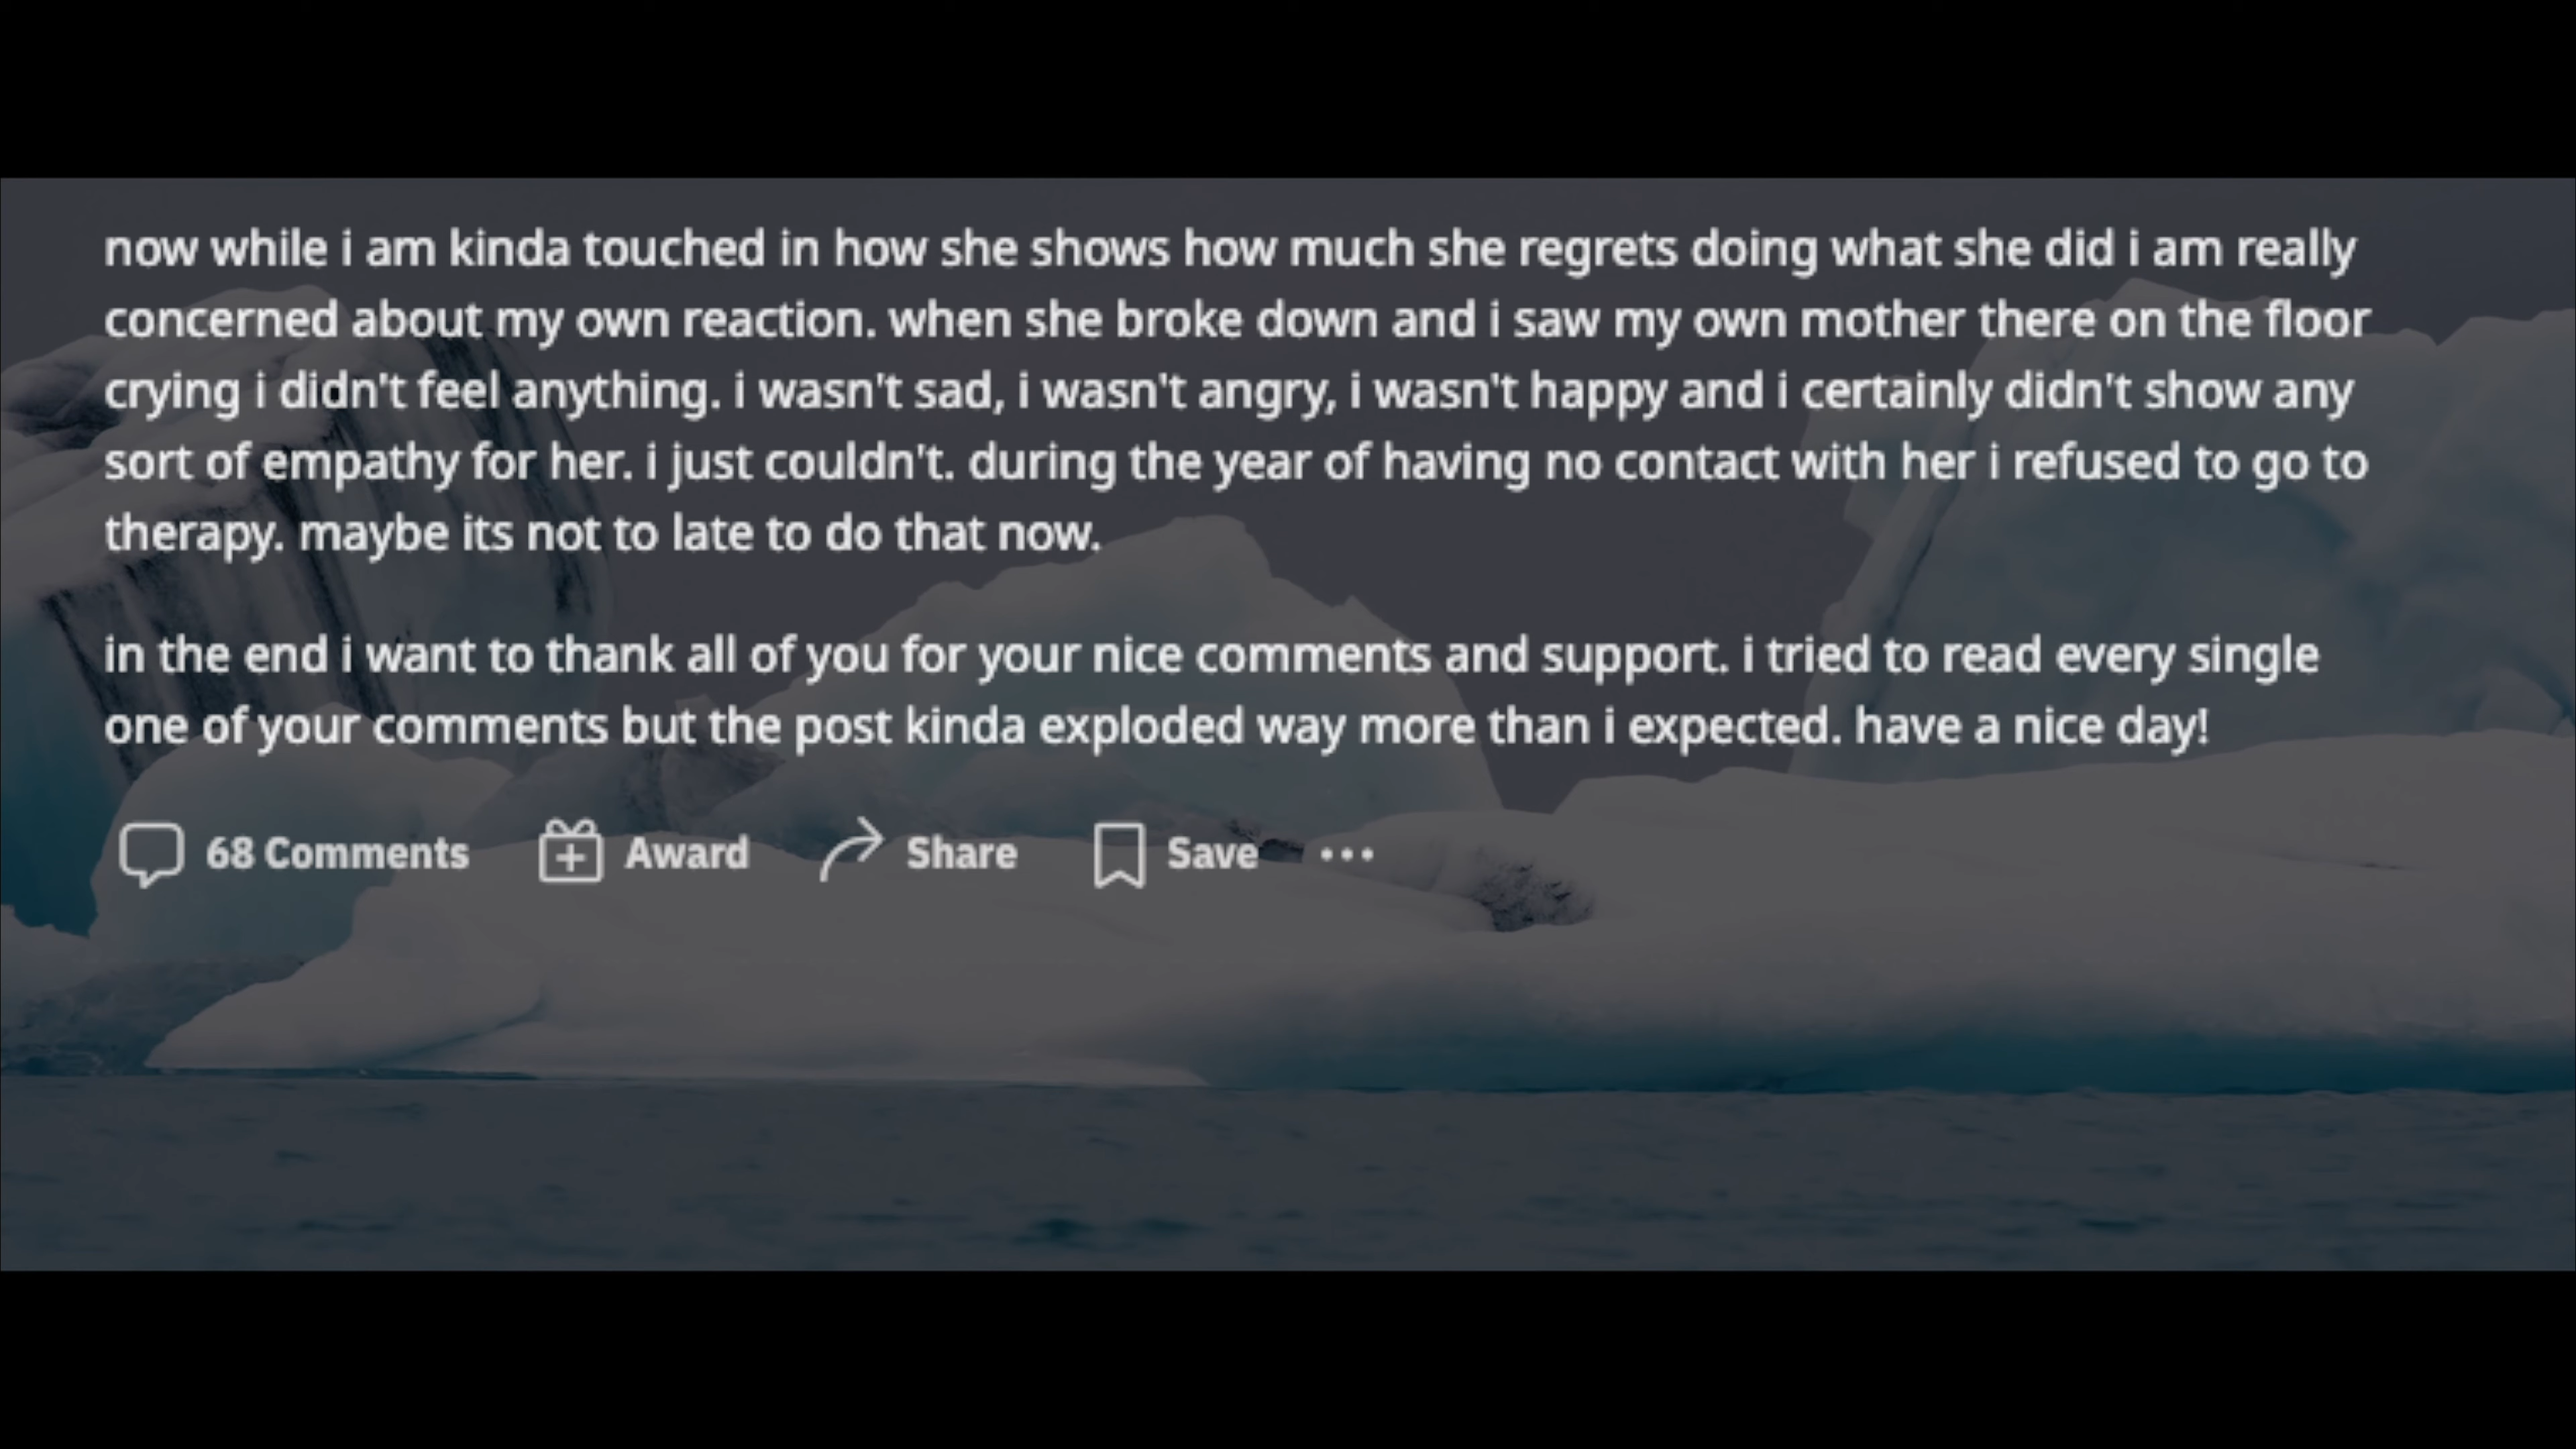 now while i am kinda touched in how she shows how much she regrets doing what she did i am really
concerned about my own reaction. when she broke down and i saw my own mother there on the floor
crying i didn't feel anything. i wasn't sad, i wasn't angry, i wasn't happy and i certainly didn't show any
sort of empathy for her. i just couldn't. during the year of having no contact with her i refused to go to
therapy. maybe its not to late to do that now.
in the end i want to thank all of you for your nice comments and support. i tried to read every single
one of your comments but the post kinda exploded way more than i expected. have a nice day!
68 Comments Award Share Save